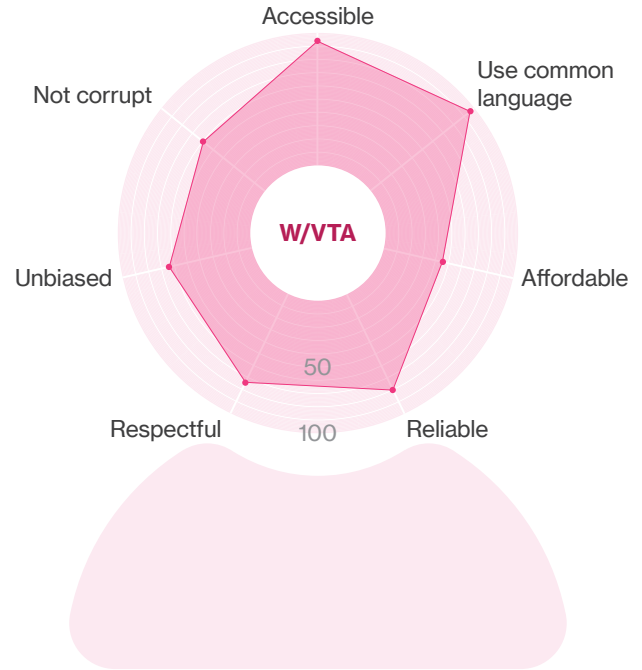 Accessible
Use common
language
Not corrupt
W/VTA
Unbiased
Affordable
50
Respectful
100
Reliable